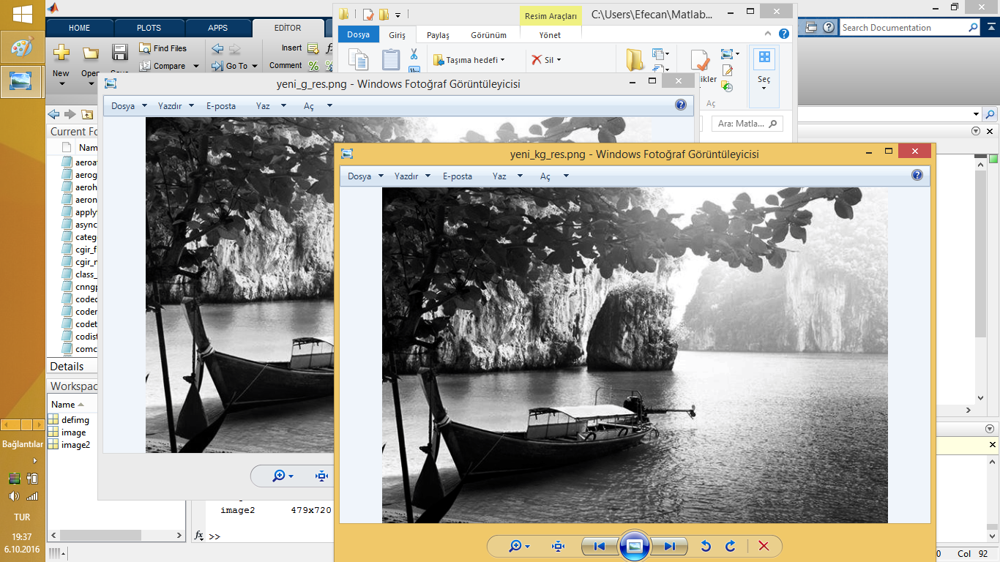 HOME PLOTS APPS EDİTOR
Find Files
Compare
New
Open
Save
Insert
Go To
Comment
Resim Araçları
C:\Users\Efecan\Matlab...
Dosya Giriş Paylaş Görünüm Yönet
Taşıma hedefi
Sil
Seç
Aç
Ara: Matla...
Search Documentation
yeni_g_res.png - Windows Fotoğraf Görüntüleyicisi
Dosya Yazdır E-posta Yaz Aç
yeni_kg_res.png - Windows Fotoğraf Görüntüleyicisi
Dosya Yazdır E-posta Yaz Aç
Current Fo
Nam
aeroa
aerog
aeroh
aeron
apply
async
categ
cgir_f
cgir_n
class_
cnngp
codec
coder
codet
codist
comc
Details
Workspac
Name
defimg
image
image2
image2 479x720
fx >>
Bağlantılar
TUR
19:37
6.10.2016
0 Col 92